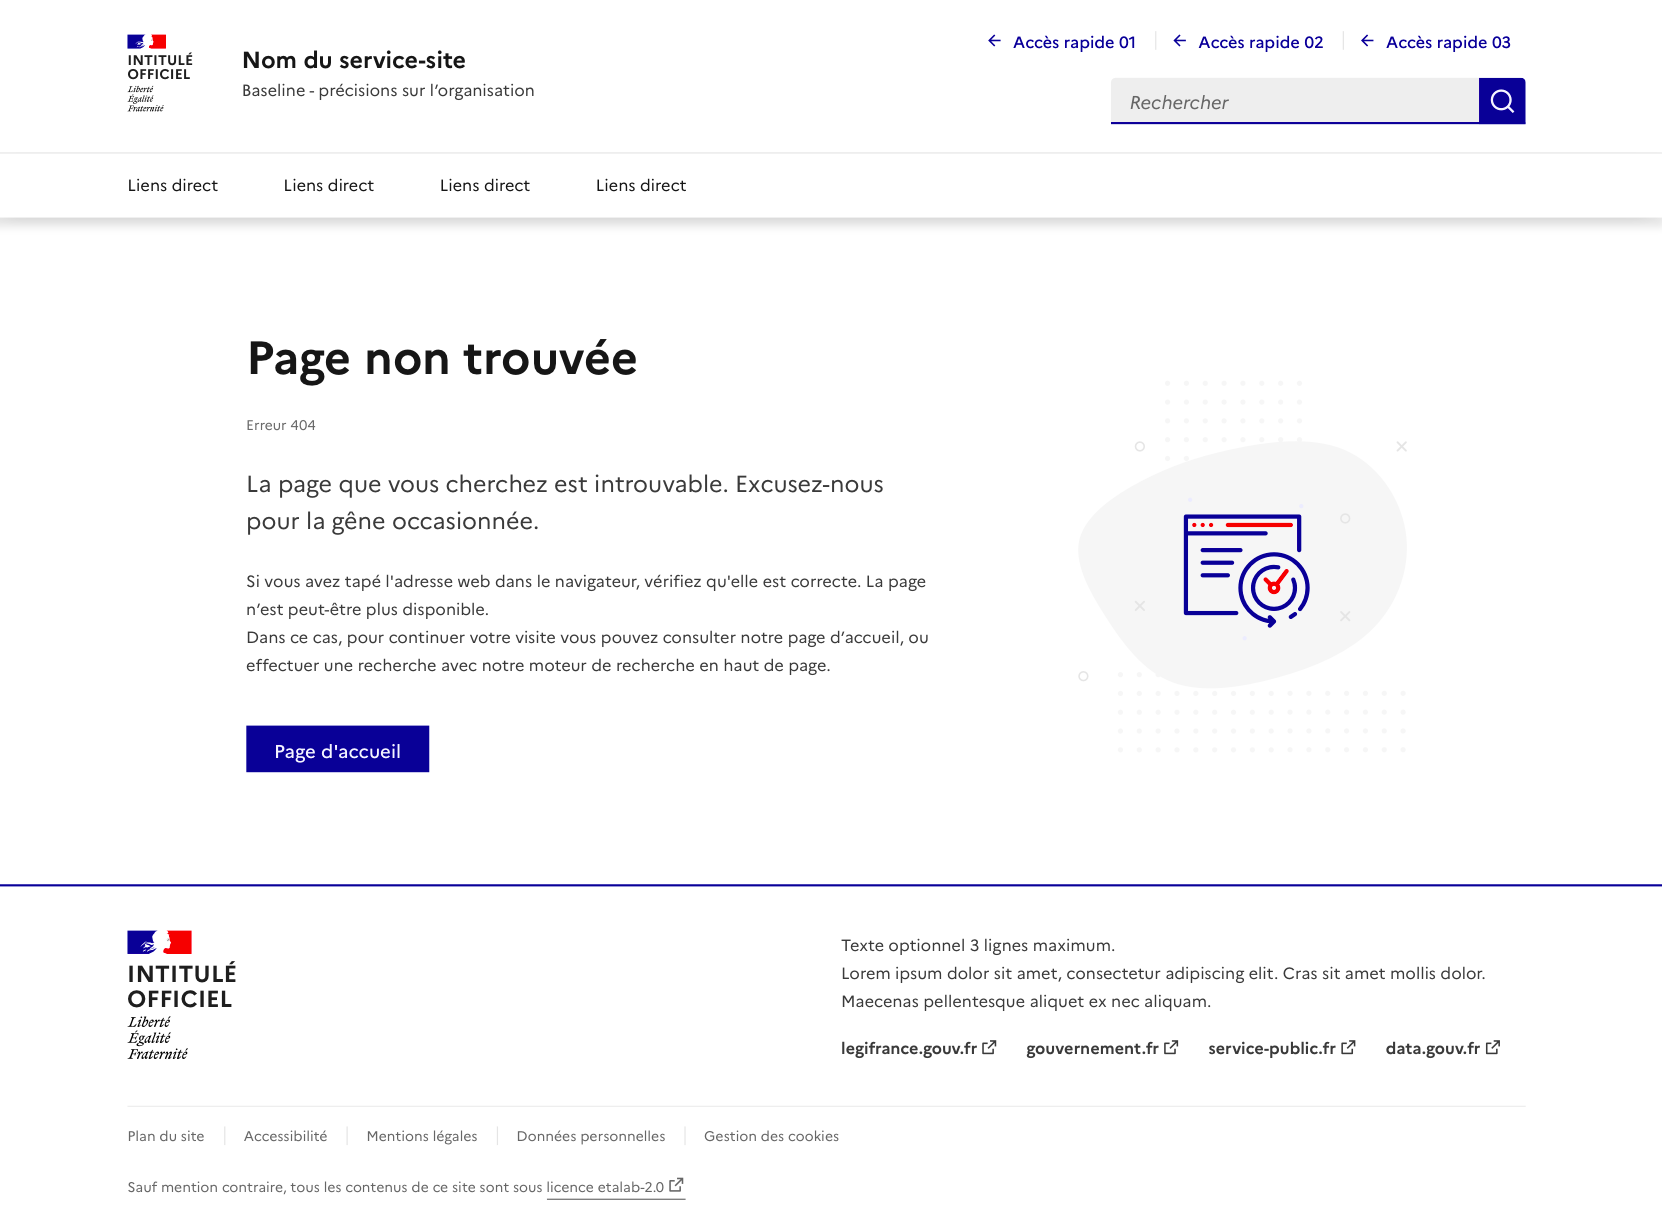 INTITULÉ
OFFICIEL
Liberté
Égalité
Fraternité
Nom du service-site
Baseline - précisions sur l’organisation
Accès rapide 01
Accès rapide 02
Accès rapide 03
Rechercher
Liens direct
Liens direct
Liens direct
Liens direct
Page non trouvée
Erreur 404
La page que vous cherchez est introuvable. Excusez-nous
pour la gêne occasionnée.
Si vous avez tapé l'adresse web dans le navigateur, vérifiez qu'elle est correcte. La page
n’est peut-être plus disponible.
Dans ce cas, pour continuer votre visite vous pouvez consulter notre page d’accueil, ou
effectuer une recherche avec notre moteur de recherche en haut de page.
Page d'accueil
INTITULÉ
OFFICIEL
Liberté
Égalité
Fraternité
Texte optionnel 3 lignes maximum.
Lorem ipsum dolor sit amet, consectetur adipiscing elit. Cras sit amet mollis dolor.
Maecenas pellentesque aliquet ex nec aliquam.
legifrance.gouv.fr
gouvernement.fr
service-public.fr
data.gouv.fr
Plan du site
Accessibilité
Mentions légales
Données personnelles
Gestion des cookies
Sauf mention contraire, tous les contenus de ce site sont sous licence etalab-2.0